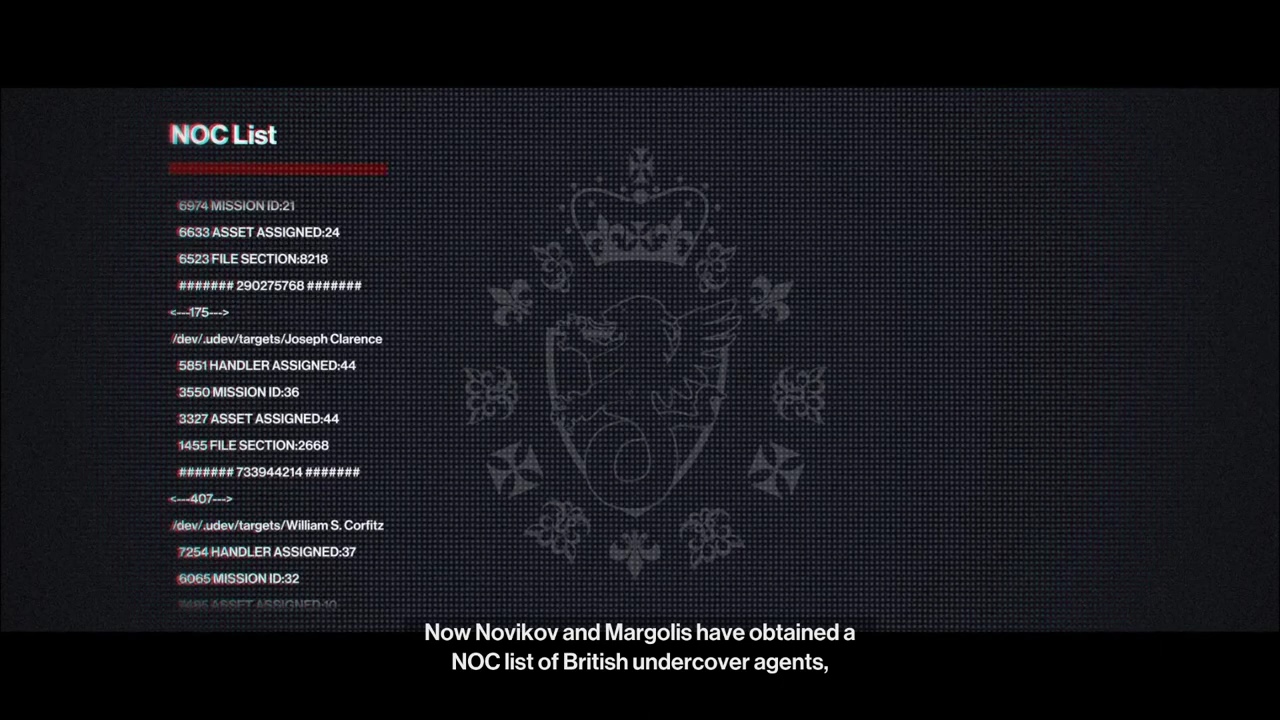 NOC List
6974 MISSION ID:21
6633 ASSET ASSIGNED:24
6523 FILE SECTION:8218
####### 290275768 #######
<---175--->
/dev/.udev/targets/Joseph Clarence
5851 HANDLER ASSIGNED:44
3550 MISSION ID:36
3327 ASSET ASSIGNED:44
1455 FILE SECTION:2668
####### 733944214 #######
<---407--->
/dev/.udev/targets/William S. Corfitz
7254 HANDLER ASSIGNED:37
6065 MISSION ID:32
ASSET ASSIGNED:10
Now Novikov and Margolis have obtained a
NOC list of British undercover agents,